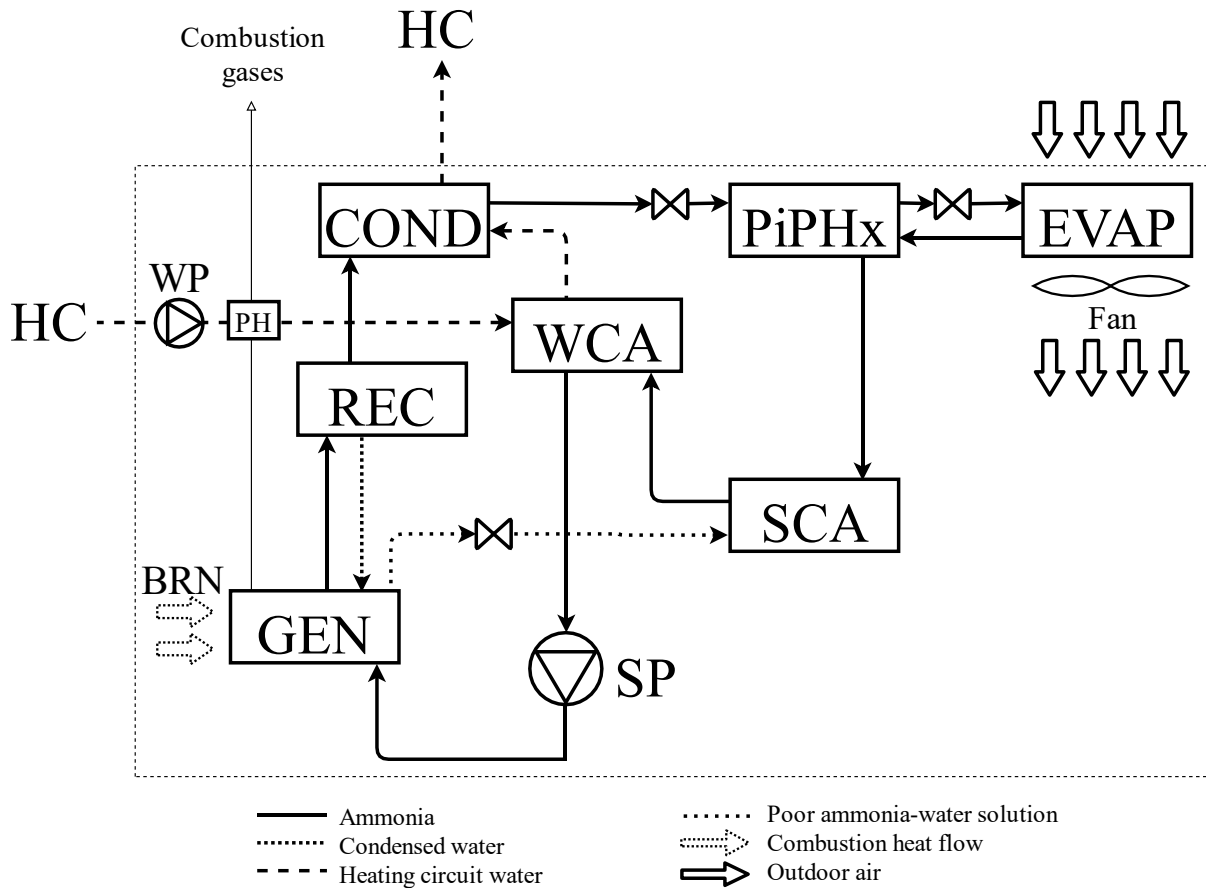 HC
Combustion
gases
COND
PiPHx
EVAP
WP
HC
PH
WCA
Fan
REC
SCA
BRN
GEN
SP
Ammonia
Condensed water
Heating circuit water
Poor ammonia-water solution
Combustion heat flow
Outdoor air